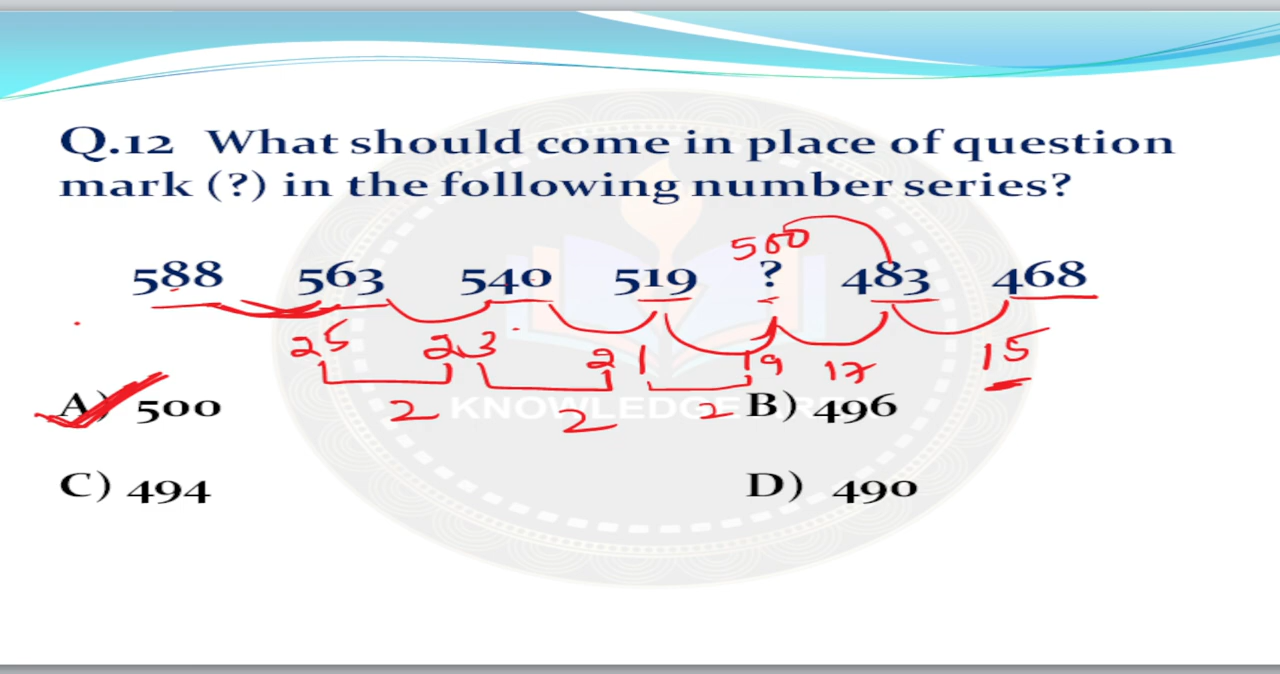 Q.12 What should come in place of question
mark (?) in the following number series?
500
588 563 540 519 ? 483 468
25 23 21 19 17 15
2 2 2
KNOWLEDGE
A) 500 B) 496
C) 494 D) 490